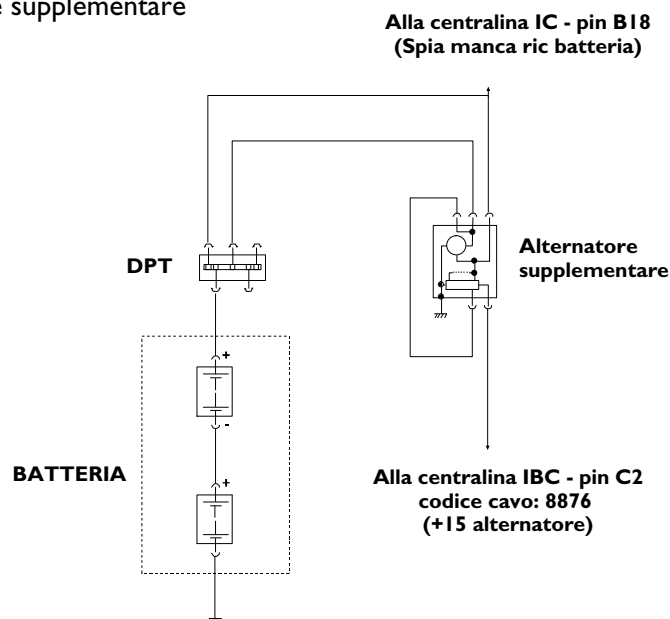 e supplementare
Alla centralina IC - pin B18
(Spia manca ric batteria)
Alternatore
supplementare
DPT
+
-
BATTERIA
+
Alla centralina IBC - pin C2
codice cavo: 8876
(+15 alternatore)